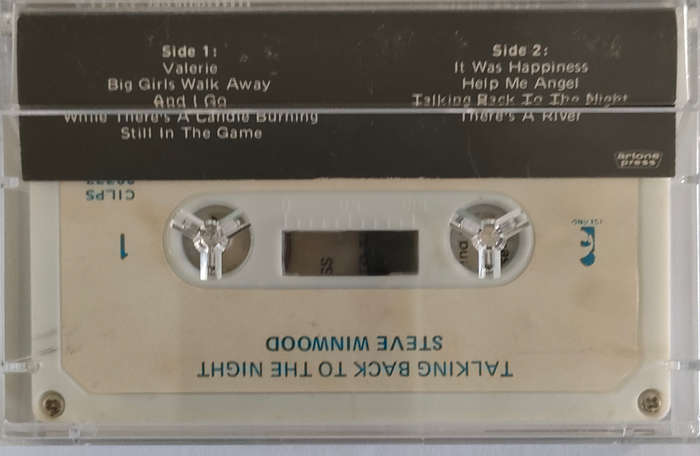 Side 1:
Valerie
Big Girls Walk Away
And I Go
While There's A Candle Burning
Still In The Game
Side 2:
It Was Happiness
Help Me Angel
Talking Back To The Night
There's A River
arione
press
CILPS
1
ISLAND
STEVE WINWOOD
TALKING BACK TO THE NIGHT